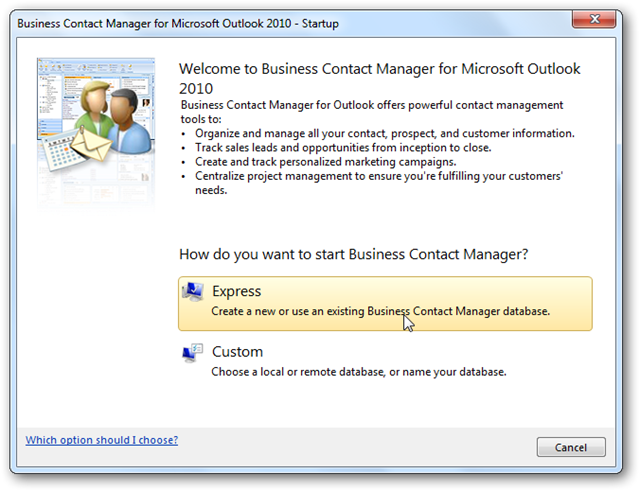 Business Contact Manager for Microsoft Outlook 2010 - Startup
Welcome to Business Contact Manager for Microsoft Outlook
2010
Business Contact Manager for Outlook offers powerful contact management
tools to:
• Organize and manage all your contact, prospect, and customer information.
• Track sales leads and opportunities from inception to close.
• Create and track personalized marketing campaigns.
• Centralize project management to ensure you're fulfilling your customers'
needs.
How do you want to start Business Contact Manager?
Express
Create a new or use an existing Business Contact Manager database.
Custom
Choose a local or remote database, or name your database.
Which option should I choose?
Cancel